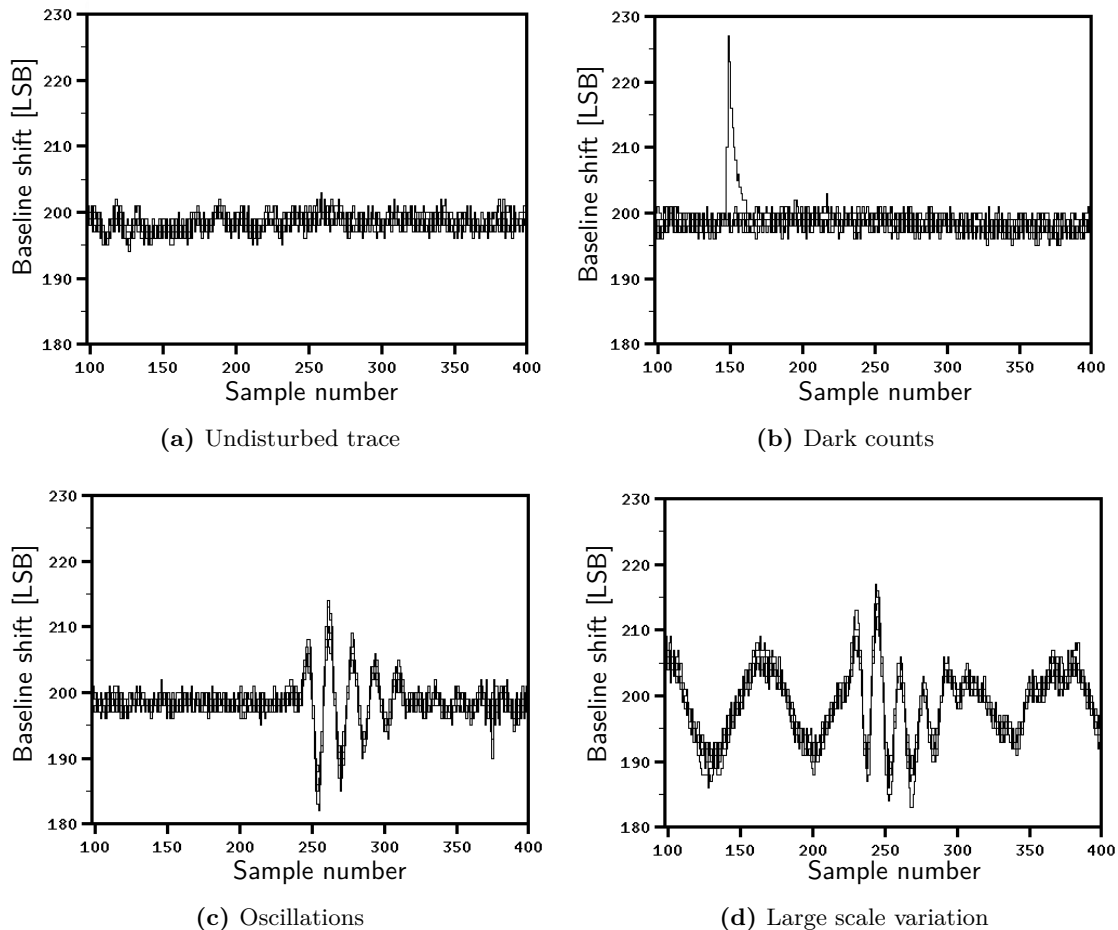 230
220
210
200
190
180
Baseline shift [LSB]
100 150 200 250 300 350 400
Sample number
(a) Undisturbed trace
230
220
210
200
190
180
Baseline shift [LSB]
100 150 200 250 300 350 400
Sample number
(b) Dark counts
230
220
210
200
190
180
Baseline shift [LSB]
100 150 200 250 300 350 400
Sample number
(c) Oscillations
230
220
210
200
190
180
Baseline shift [LSB]
100 150 200 250 300 350 400
Sample number
(d) Large scale variation